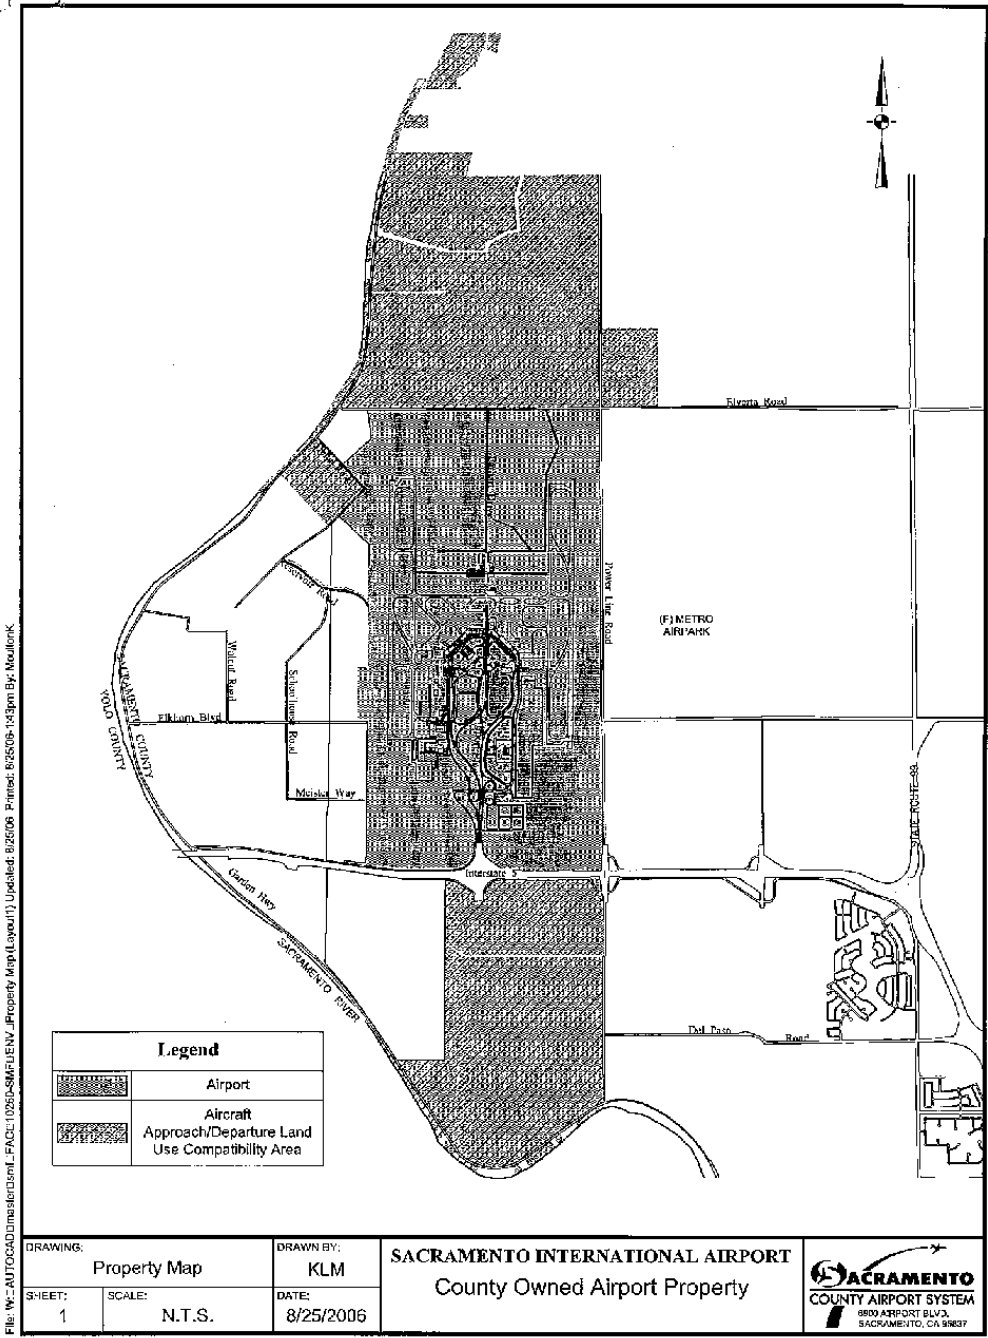 Elverta Road
Power Line Road
(F) METRO
AIRPARK
Reservoir Road
Walnut Road
Schoolhouse Road
SACRAMENTO COUNTY
YOLO COUNTY
Elkhorn Blvd
Meister Way
STATE ROUTE 99
Interstate 5
Garden Hwy
SACRAMENTO RIVER
Del Paso Road
Legend
Airport
Aircraft
Approach/Departure Land
Use Compatibility Area
DRAWING:
Property Map
DRAWN BY:
KLM
SHEET:
1
SCALE:
N.T.S.
DATE:
8/25/2006
SACRAMENTO INTERNATIONAL AIRPORT
County Owned Airport Property
SACRAMENTO
COUNTY AIRPORT SYSTEM
6900 AIRPORT BLVD.
SACRAMENTO, CA 95837